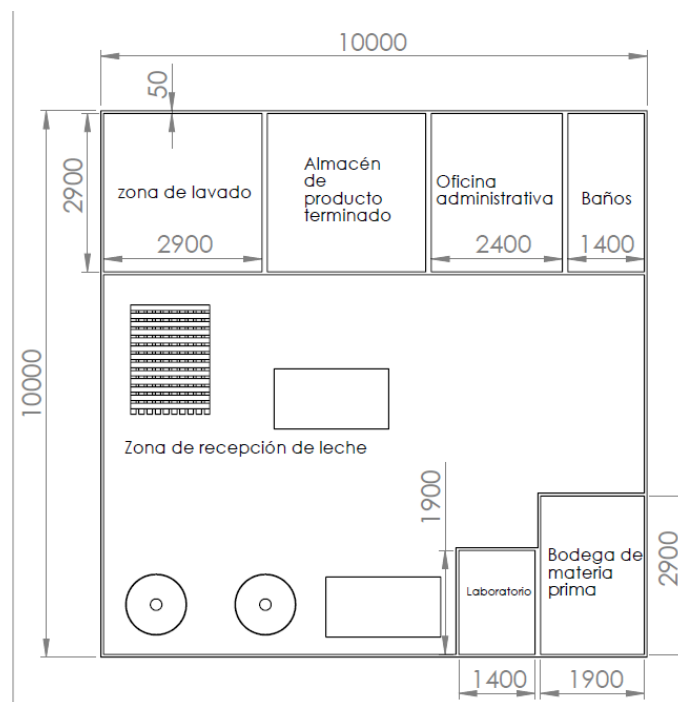 10000
50
2900
zona de lavado
2900
Almacén
de
producto
terminado
Oficina
administrativa
2400
Baños
1400
10000
Zona de recepción de leche
1900
Laboratorio
Bodega de
materia
prima
2900
1400
1900